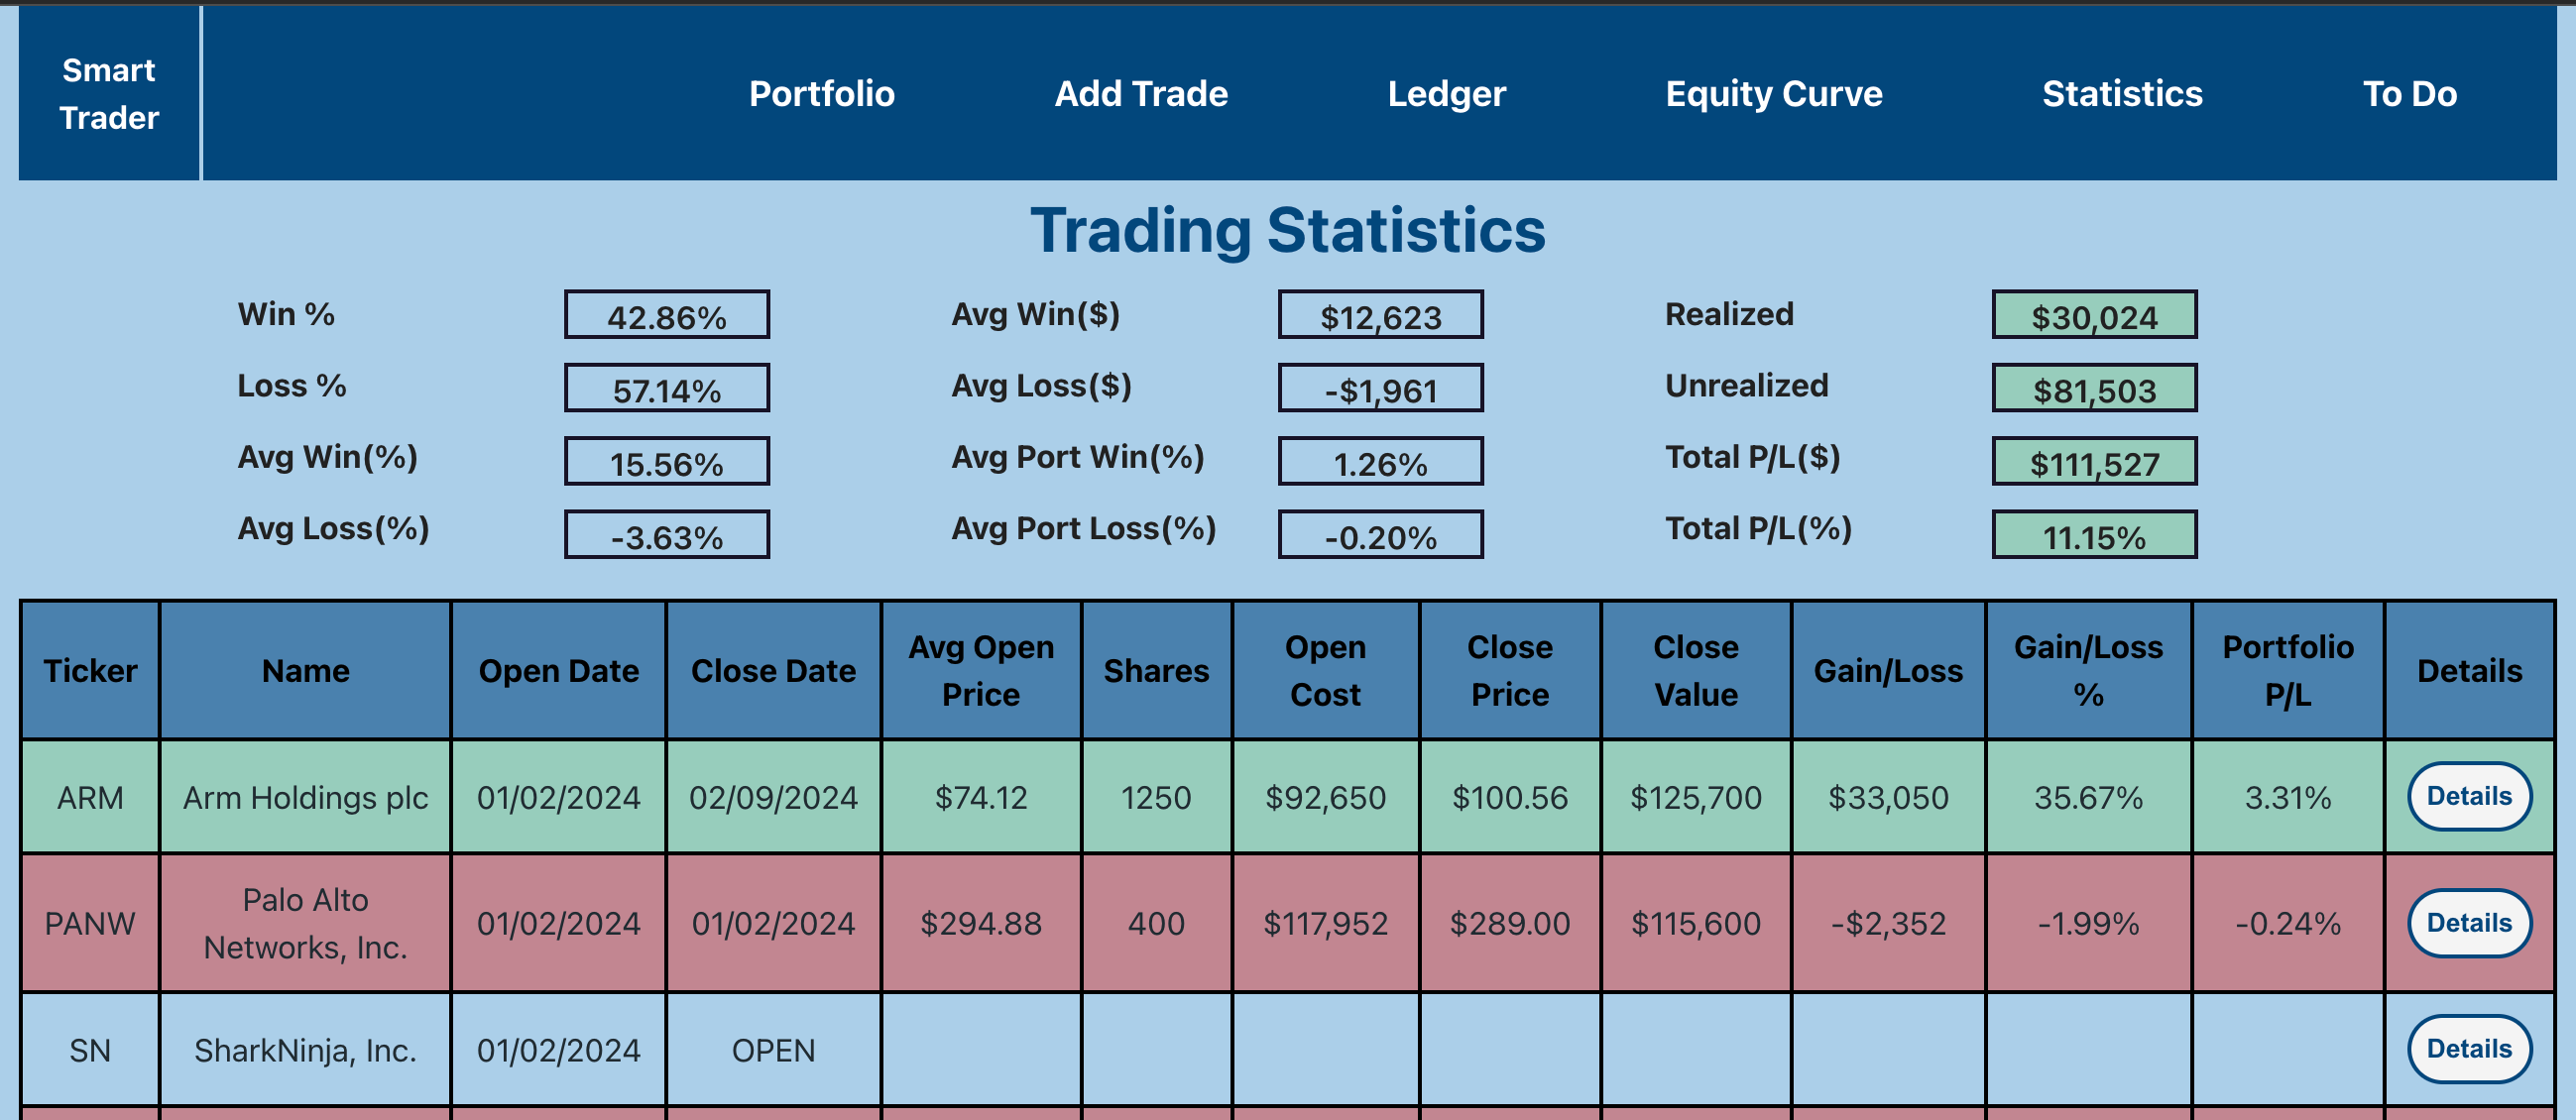 Smart
Trader
Portfolio
Add Trade
Ledger
Equity Curve
Statistics
To Do
Trading Statistics
Win % 42.86% Avg Win($) $12,623 Realized $30,024
Loss % 57.14% Avg Loss($) -$1,961 Unrealized $81,503
Avg Win(%) 15.56% Avg Port Win(%) 1.26% Total P/L($) $111,527
Avg Loss(%) -3.63% Avg Port Loss(%) -0.20% Total P/L(%) 11.15%
Ticker Name Open Date Close Date Avg Open Price Shares Open Cost Close Price Close Value Gain/Loss Gain/Loss % Portfolio P/L Details
ARM Arm Holdings plc 01/02/2024 02/09/2024 $74.12 1250 $92,650 $100.56 $125,700 $33,050 35.67% 3.31% Details
PANW Palo Alto Networks, Inc. 01/02/2024 01/02/2024 $294.88 400 $117,952 $289.00 $115,600 -$2,352 -1.99% -0.24% Details
SN SharkNinja, Inc. 01/02/2024 OPEN Details